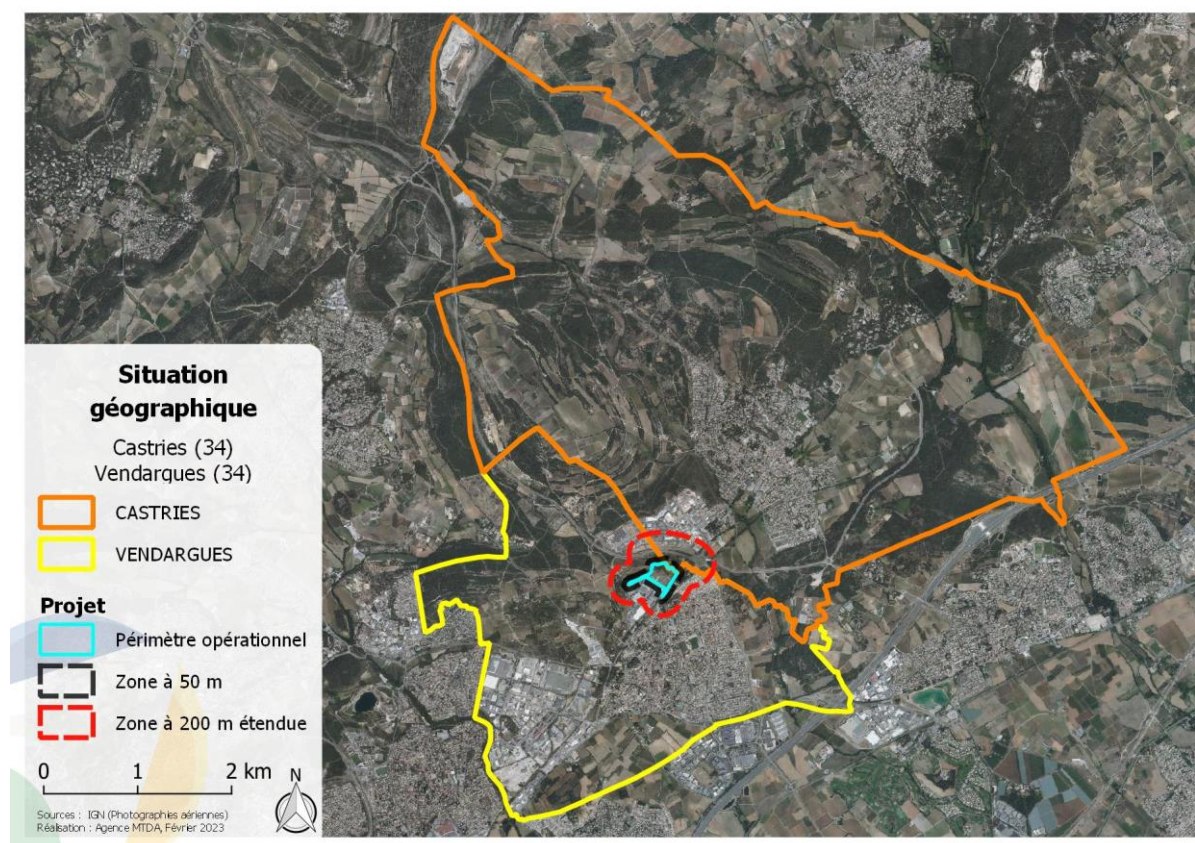 Situation
géographique
Castries (34)
Vendargues (34)
CASTRIES
VENDARGUES
Projet
Périmètre opérationnel
Zone à 50 m
Zone à 200 m étendue
0 1 2 km
N
Sources : IGN (Photographies aériennes)
Réalisation : Agence MTDA, Février 2023